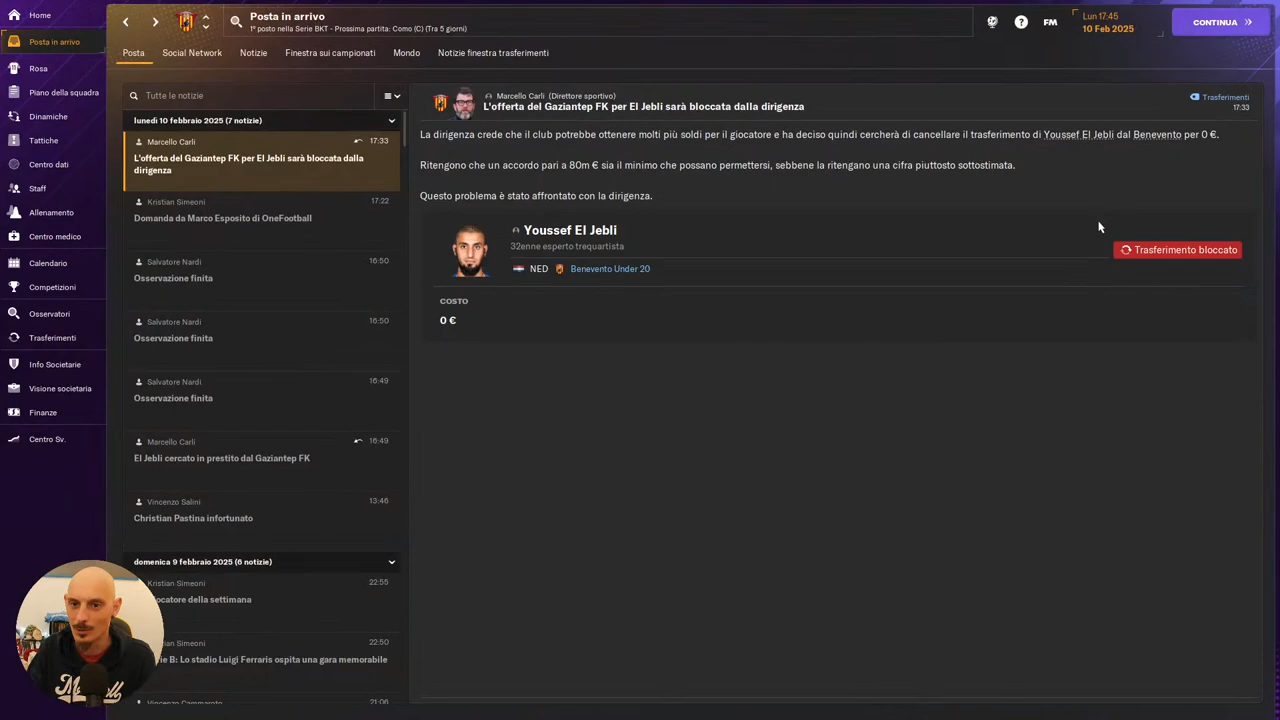 Home
Posta in arrivo
Rosa
Piano della squadra
Dinamiche
Tattiche
Centro dati
Staff
Allenamento
Centro medico
Calendario
Competizioni
Osservatori
Trasferimenti
Info Societarie
Visione societaria
Finanze
Centro Sv.
Posta in arrivo
1° posto nella Serie BKT - Prossima partita: Como (C) (Tra 5 giorni)
FM
Lun 17:45
10 Feb 2025
CONTINUA
Posta
Social Network
Notizie
Finestra sui campionati
Mondo
Notizie finestra trasferimenti
Tutte le notizie
lunedì 10 febbraio 2025 (7 notizie)
Marcello Carli
17:33
L'offerta del Gaziantep FK per El Jebli sarà bloccata dalla
dirigenza
Kristian Simeoni
17:22
Domanda da Marco Esposito di OneFootball
Salvatore Nardi
16:50
Osservazione finita
Salvatore Nardi
16:50
Osservazione finita
Salvatore Nardi
16:49
Osservazione finita
Marcello Carli
16:49
El Jebli cercato in prestito dal Gaziantep FK
Vincenzo Salini
13:46
Christian Pastina infortunato
domenica 9 febbraio 2025 (6 notizie)
Kristian Simeoni
22:55
ocatore della settimana
an Simeoni
22:50
ie B: Lo stadio Luigi Ferraris ospita una gara memorabile
Vincenzo Cammaroto
21:06
Marcello Carli (Direttore sportivo)
L'offerta del Gaziantep FK per El Jebli sarà bloccata dalla dirigenza
Trasferimenti
17:33
La dirigenza crede che il club potrebbe ottenere molti più soldi per il giocatore e ha deciso quindi cercherà di cancellare il trasferimento di Youssef El Jebli dal Benevento per 0 €.
Ritengono che un accordo pari a 80m € sia il minimo che possano permettersi, sebbene la ritengano una cifra piuttosto sottostimata.
Questo problema è stato affrontato con la dirigenza.
Youssef El Jebli
32enne esperto trequartista
NED
Benevento Under 20
Trasferimento bloccato
COSTO
0 €